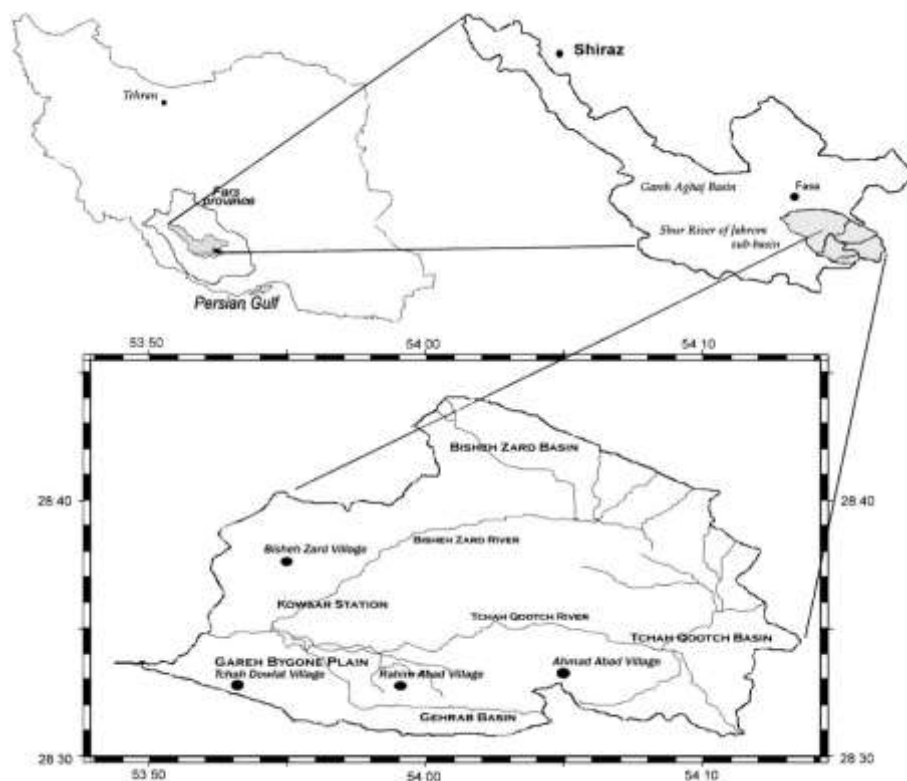 Tehran
Fars
province
Persian Gulf
Shiraz
Gareh Aghaj Basin
Fasa
Shur River of Jahrom
sub-basin
53 50
54 00
54 10
28 40
28 40
BISHEH ZARD BASIN
BISHEH ZARD RIVER
Bisheh Zard Village
KOWSAR STATION
TCHAH QOOTCH RIVER
TCHAH QOOTCH BASIN
GAREH BYGONE PLAIN
Tchah Dowlat Village
Rahim Abad Village
Ahmad Abad Village
GEHRAB BASIN
28 30
28 30
53 50
54 00
54 10